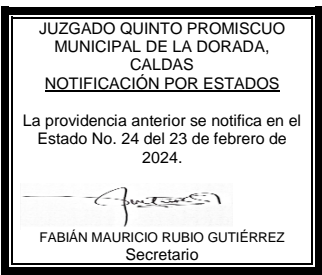 JUZGADO QUINTO PROMISCUO
MUNICIPAL DE LA DORADA,
CALDAS
NOTIFICACIÓN POR ESTADOS
La providencia anterior se notifica en el
Estado No. 24 del 23 de febrero de
2024.
FABIÁN MAURICIO RUBIO GUTIÉRREZ
Secretario